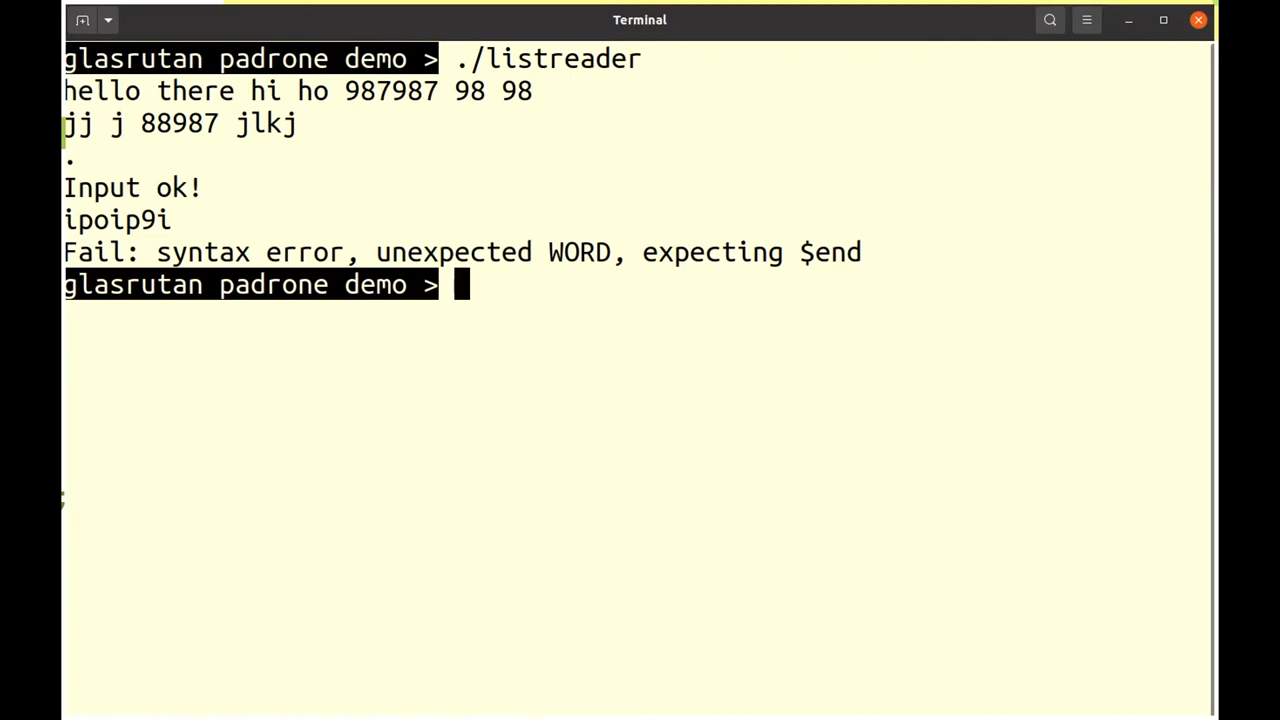 Terminal
glasrutan padrone demo > ./listreader
hello there hi ho 987987 98 98
jj j 88987 jlkj
.
Input ok!
ipoip9i
Fail: syntax error, unexpected WORD, expecting $end
glasrutan padrone demo >